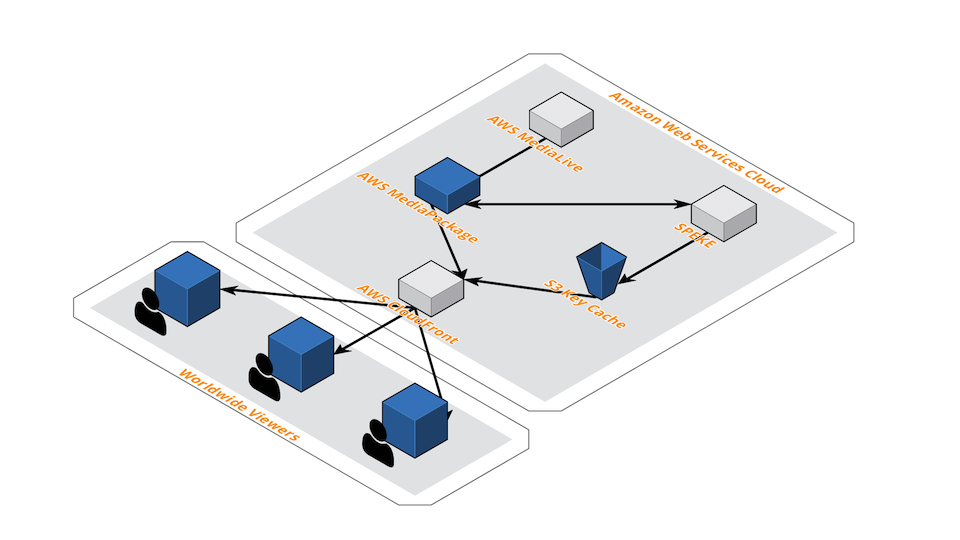 Amazon Web Services Cloud
AWS MediaLive
AWS MediaPackage
SPEKE
S3 Key Cache
AWS CloudFront
Worldwide Viewers